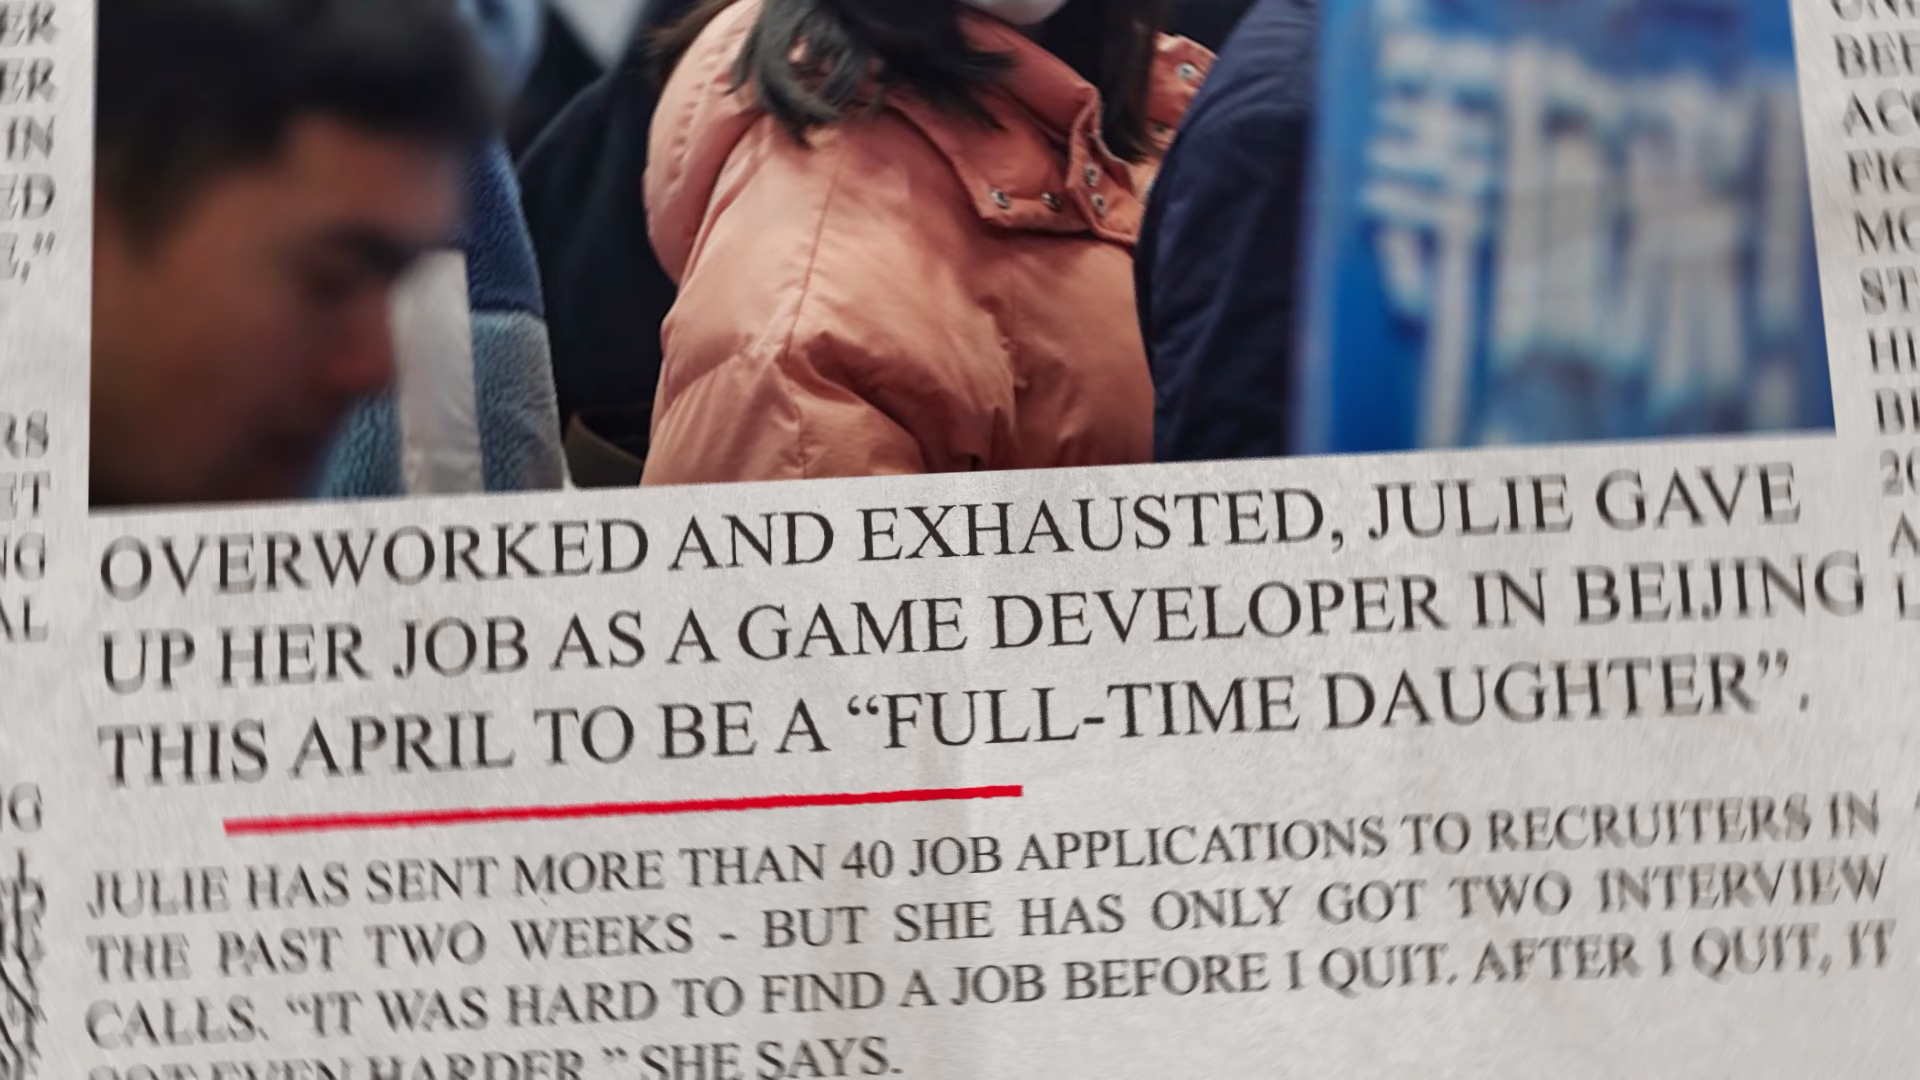 OVERWORKED AND EXHAUSTED, JULIE GAVE
UP HER JOB AS A GAME DEVELOPER IN BEIJING
THIS APRIL TO BE A “FULL-TIME DAUGHTER”.
JULIE HAS SENT MORE THAN 40 JOB APPLICATIONS TO RECRUITERS IN
THE PAST TWO WEEKS - BUT SHE HAS ONLY GOT TWO INTERVIEW
CALLS. “IT WAS HARD TO FIND A JOB BEFORE I QUIT. AFTER I QUIT, IT
GOT EVEN HARDER,” SHE SAYS.